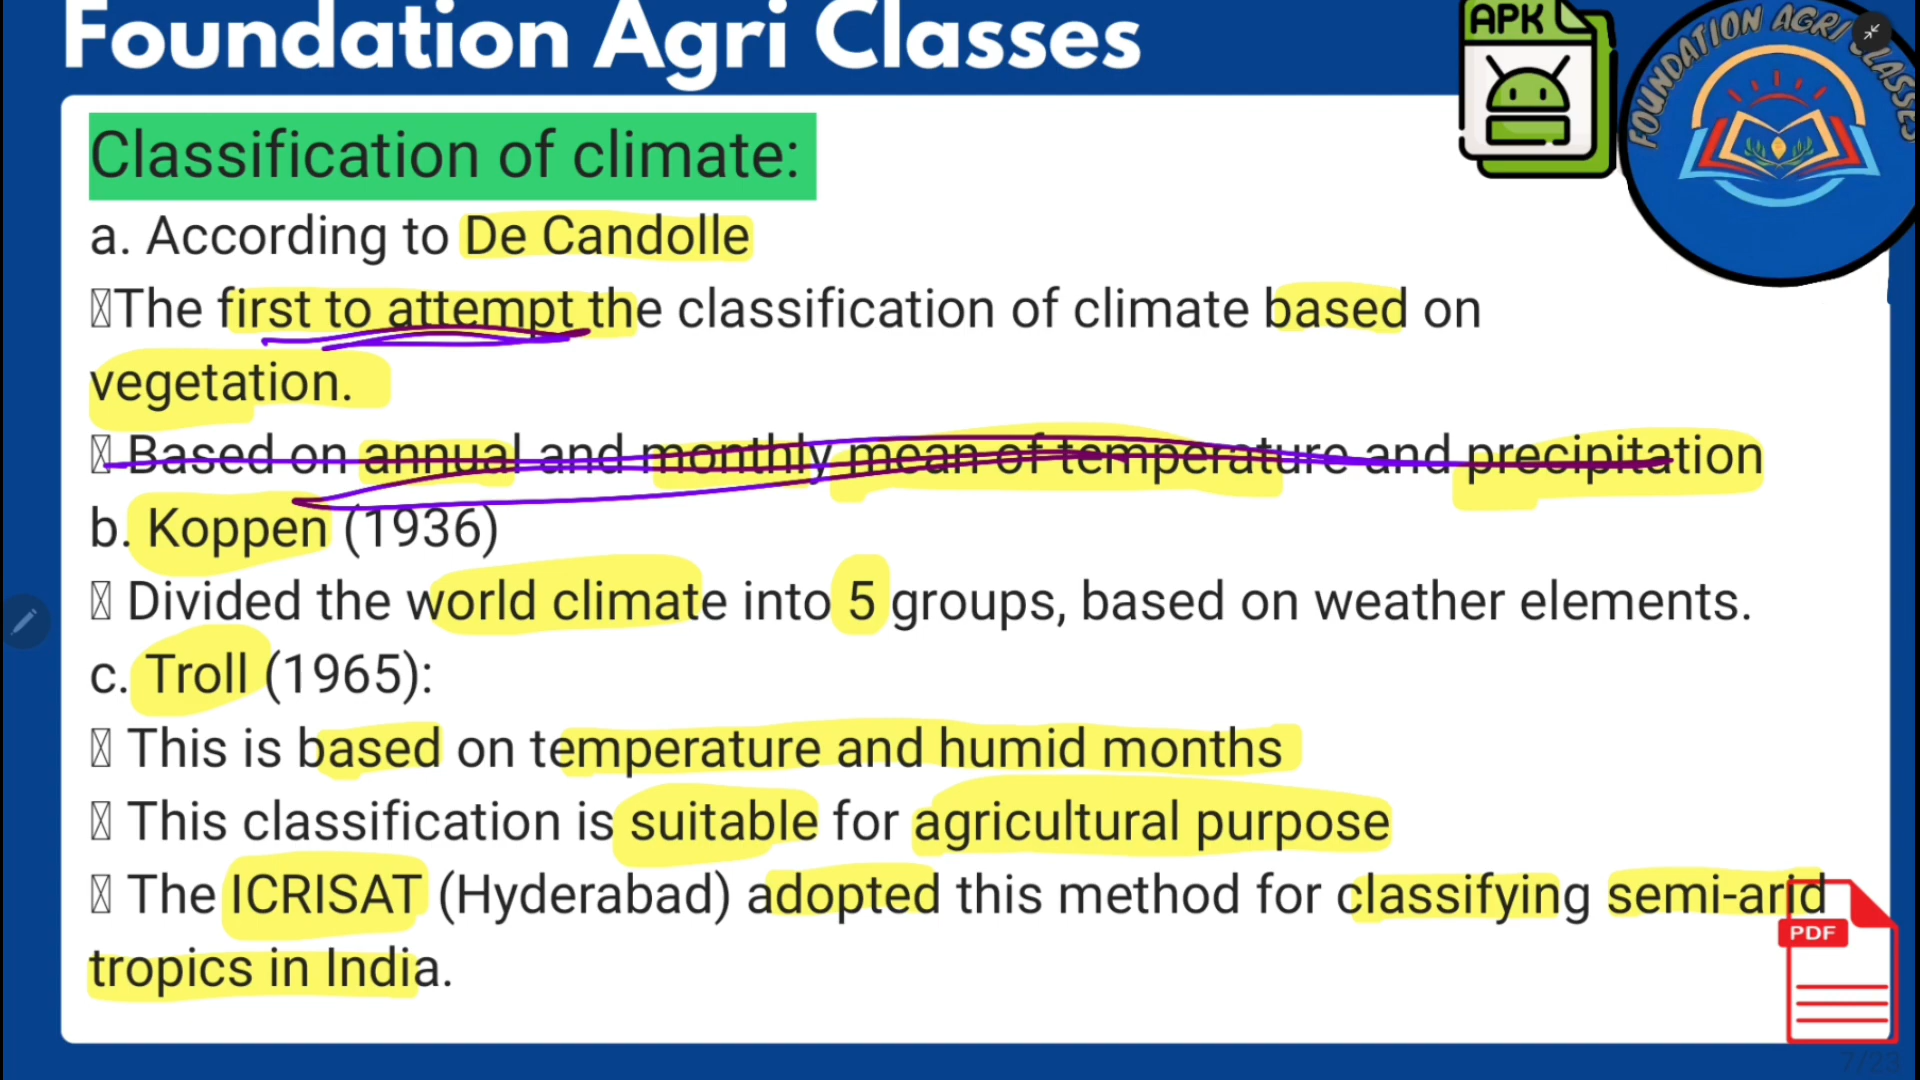 Foundation Agri Classes
APK
FOUNDATION AGRI CLASSES
Classification of climate:
a. According to De Candolle
The first to attempt the classification of climate based on
vegetation.
Based on annual and monthly mean of temperature and precipitation
b. Koppen (1936)
Divided the world climate into 5 groups, based on weather elements.
c. Troll (1965):
This is based on temperature and humid months
This classification is suitable for agricultural purpose
The ICRISAT (Hyderabad) adopted this method for classifying semi-arid
tropics in India.
PDF
7/23